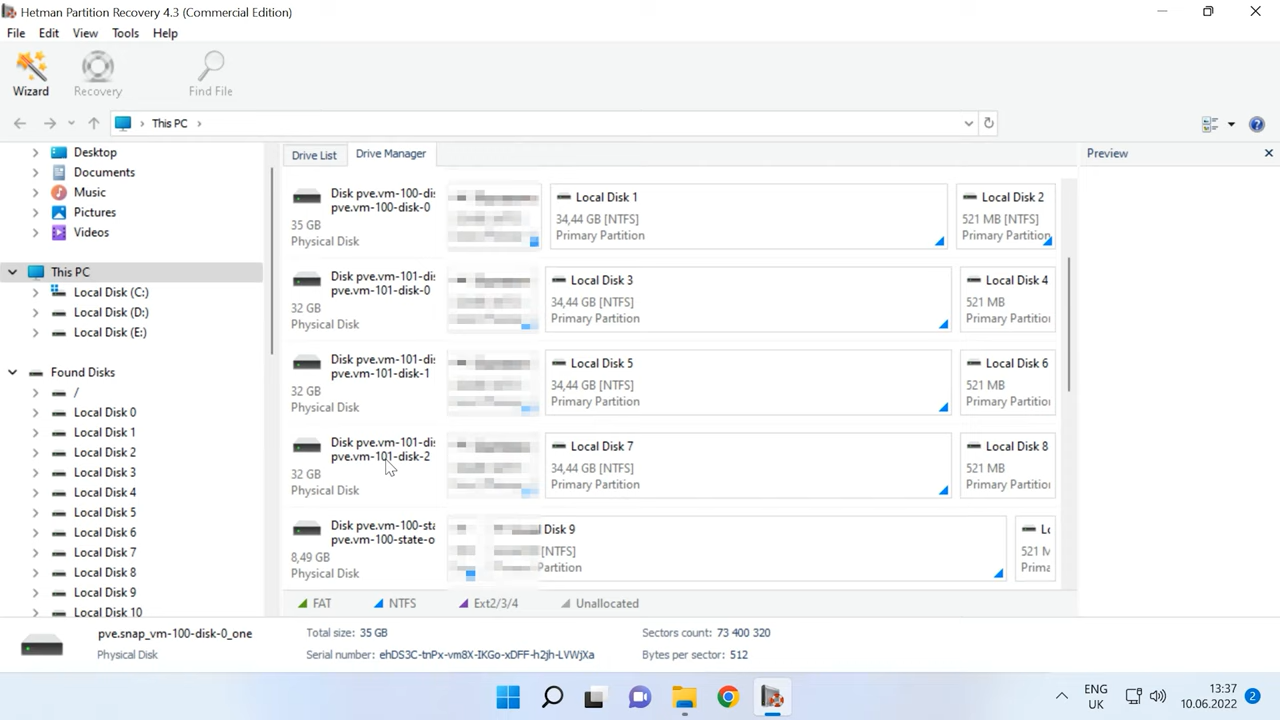 Hetman Partition Recovery 4.3 (Commercial Edition)
File Edit View Tools Help
Wizard Recovery Find File
This PC
Drive List Drive Manager
Preview
Desktop
Documents
Music
Pictures
Videos
This PC
Local Disk (C:)
Local Disk (D:)
Local Disk (E:)
Found Disks
/
Local Disk 0
Local Disk 1
Local Disk 2
Local Disk 3
Local Disk 4
Local Disk 5
Local Disk 6
Local Disk 7
Local Disk 8
Local Disk 9
Local Disk 10
Disk pve.vm-100-dis
pve.vm-100-disk-0
35 GB
Physical Disk
Local Disk 1
34,44 GB [NTFS]
Primary Partition
Local Disk 2
521 MB [NTFS]
Primary Partition
Disk pve.vm-101-dis
pve.vm-101-disk-0
32 GB
Physical Disk
Local Disk 3
34,44 GB [NTFS]
Primary Partition
Local Disk 4
521 MB
Primary Partition
Disk pve.vm-101-dis
pve.vm-101-disk-1
32 GB
Physical Disk
Local Disk 5
34,44 GB [NTFS]
Primary Partition
Local Disk 6
521 MB
Primary Partition
Disk pve.vm-101-dis
pve.vm-101-disk-2
32 GB
Physical Disk
Local Disk 7
34,44 GB [NTFS]
Primary Partition
Local Disk 8
521 MB
Primary Partition
Disk pve.vm-100-sta
pve.vm-100-state-o
8,49 GB
Physical Disk
Disk 9
[NTFS]
Partition
Lo
521 M
Prima
FAT NTFS Ext2/3/4 Unallocated
pve.snap_vm-100-disk-0_one
Physical Disk
Total size: 35 GB
Serial number: ehDS3C-tnPx-vm8X-IKGo-xDFF-h2jh-LVWjXa
Sectors count: 73 400 320
Bytes per sector: 512
ENG
UK
13:37
10.06.2022
2